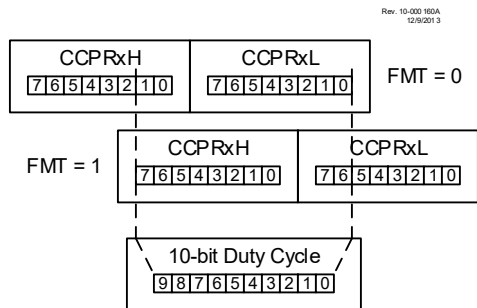 Rev. 10-000 160A
12/9/201 3
CCPRxH CCPRxL
7 6 5 4 3 2 1 0 7 6 5 4 3 2 1 0 FMT = 0
CCPRxH CCPRxL
FMT = 1 7 6 5 4 3 2 1 0 7 6 5 4 3 2 1 0
10-bit Duty Cycle
9 8 7 6 5 4 3 2 1 0